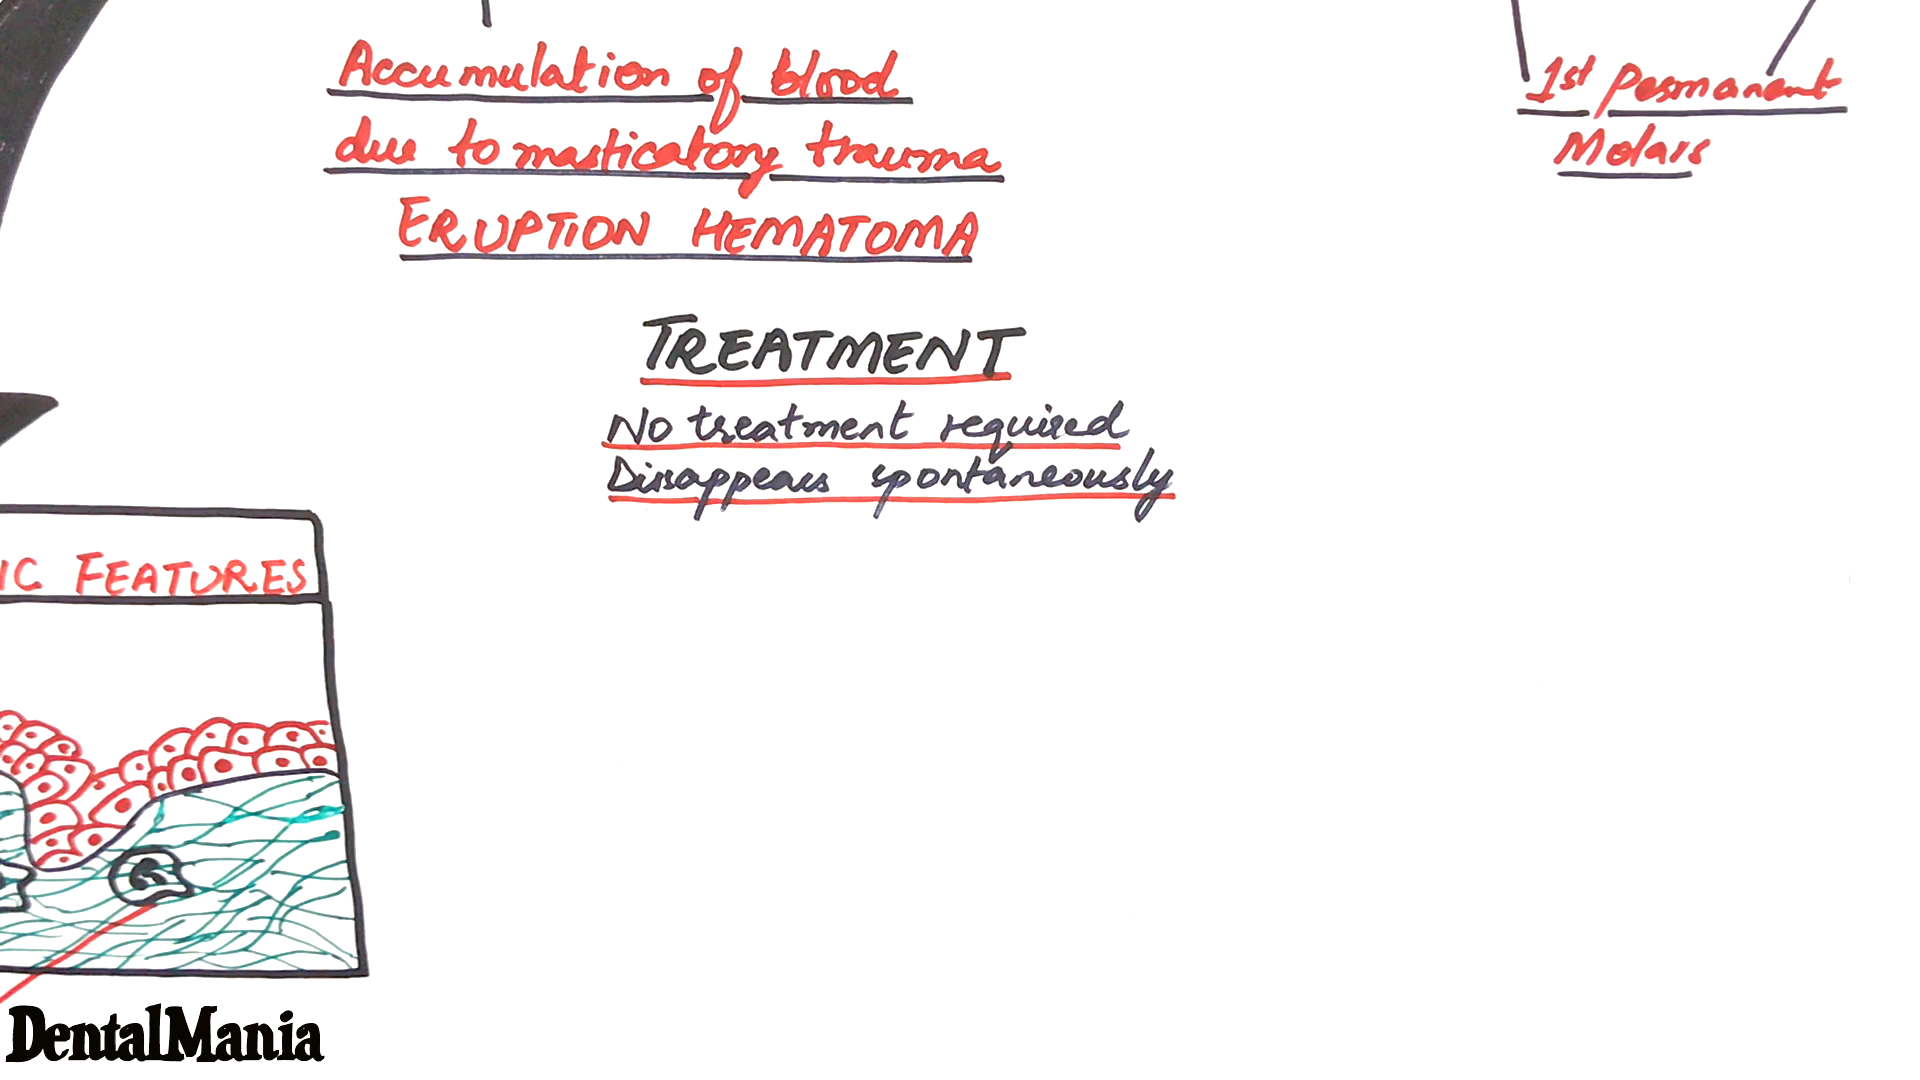 Accumulation of blood
due to masticatory trauma
ERUPTION HEMATOMA
1st Permanent
Molars
TREATMENT
No treatment required
Dissappears spontaneously
IC FEATURES
DentalMania